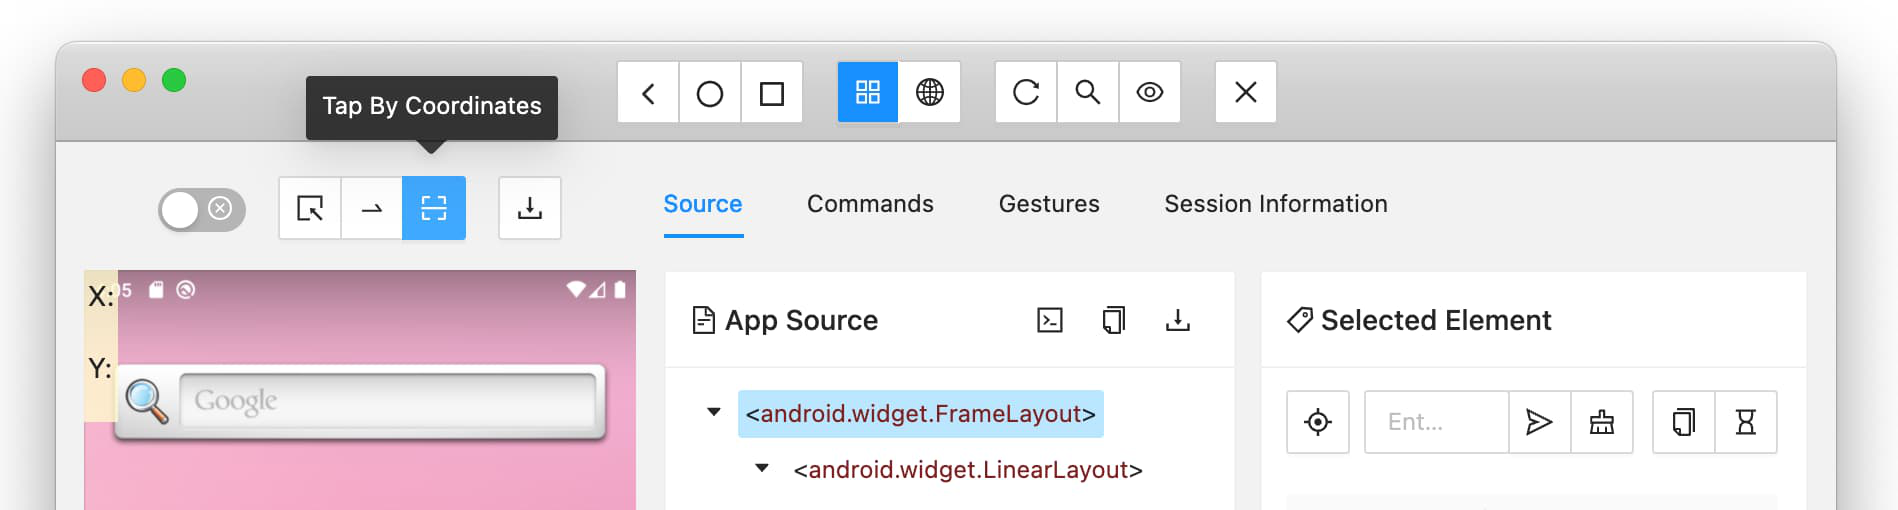 Tap By Coordinates
Source
Commands
Gestures
Session Information
X:
Y:
Google
App Source
<android.widget.FrameLayout>
<android.widget.LinearLayout>
Selected Element
Ent...